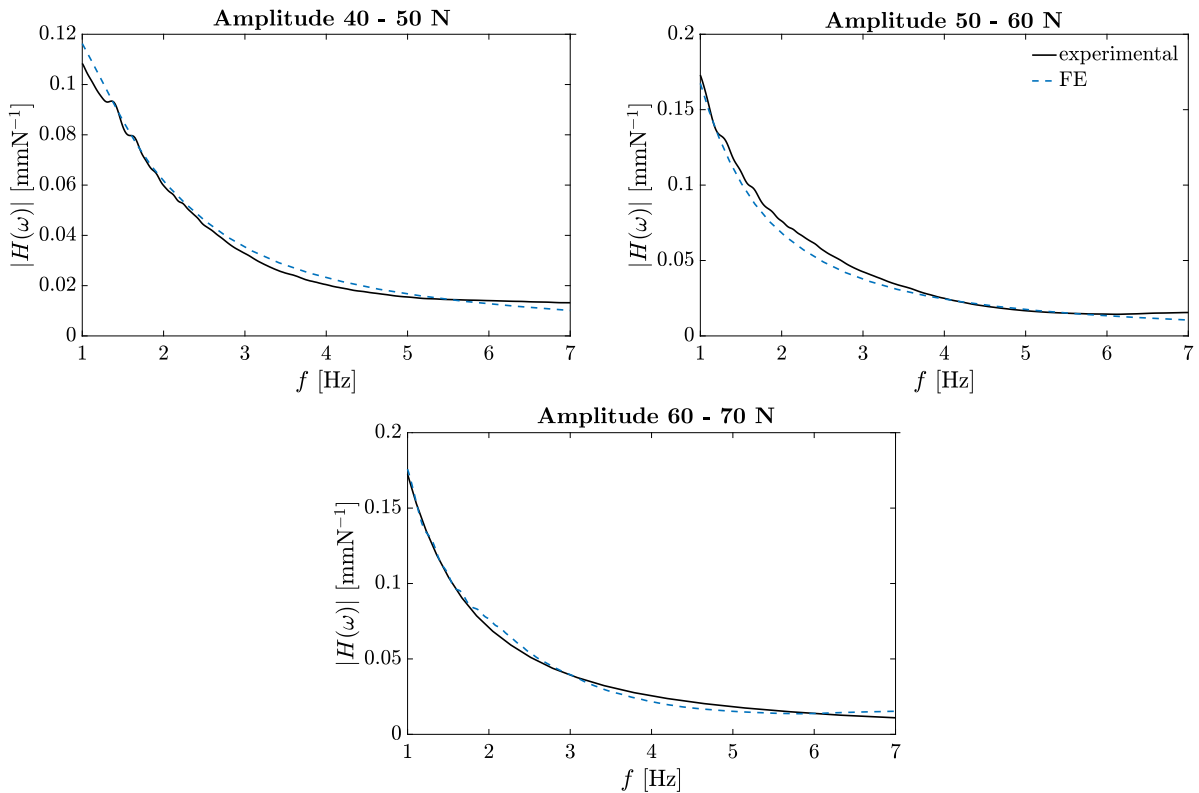 Amplitude 40 - 50 N
0.12
0.1
0.08
0.06
0.04
0.02
0
|H(ω)| [mmN⁻¹]
1 2 3 4 5 6 7
f [Hz]
Amplitude 50 - 60 N
0.2
0.15
0.1
0.05
0
|H(ω)| [mmN⁻¹]
experimental
FE
1 2 3 4 5 6 7
f [Hz]
Amplitude 60 - 70 N
0.2
0.15
0.1
0.05
0
|H(ω)| [mmN⁻¹]
1 2 3 4 5 6 7
f [Hz]